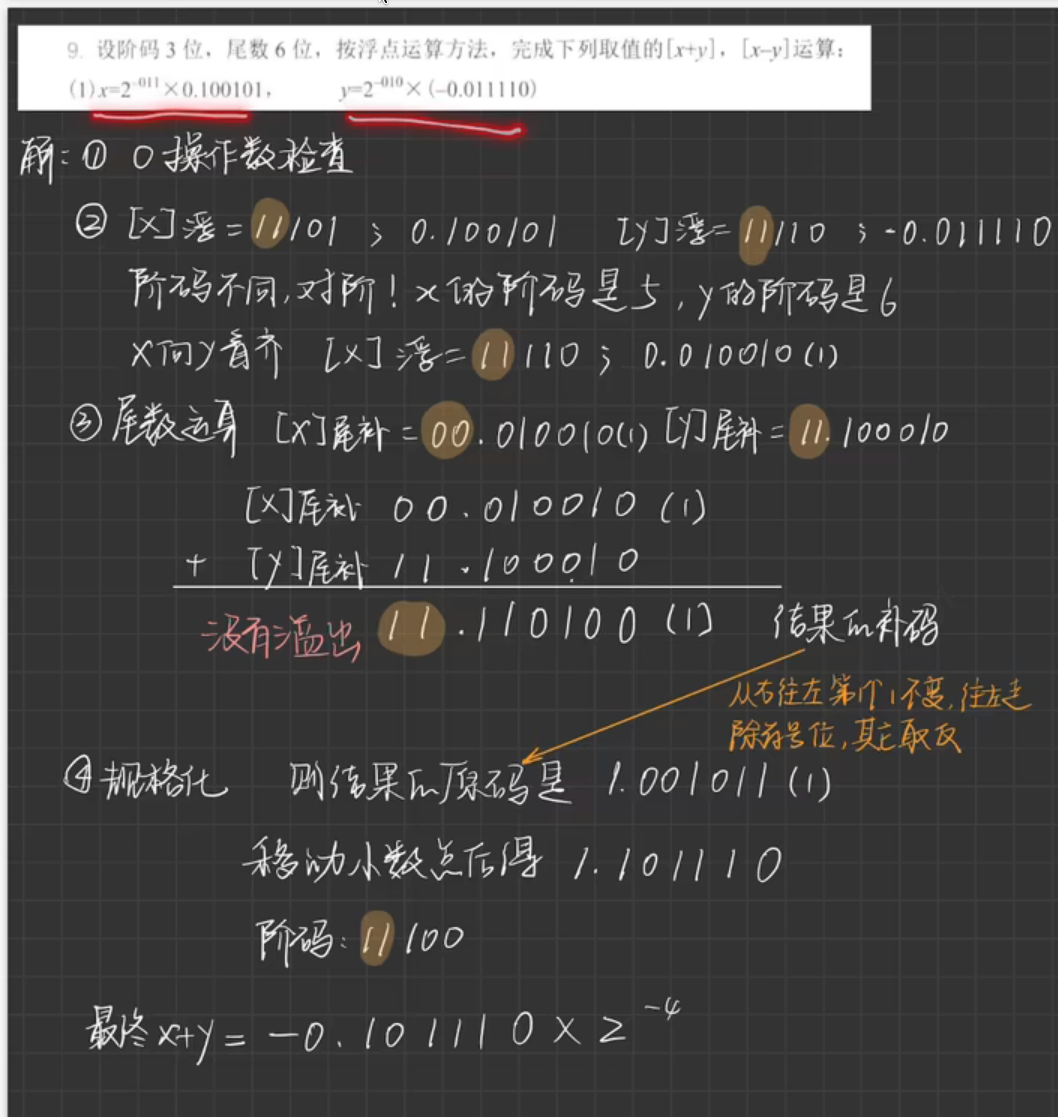 9. 设阶码 3 位，尾数 6 位，按浮点运算方法，完成下列取值的[x+y]，[x–y]运算：
(1) x=2⁻⁰¹¹×0.100101， y=2⁻⁰¹⁰×(–0.011110)
解：① 0操作数检查
② [x]浮=11101 ; 0.100101 [y]浮=11110 ; -0.011110
阶码不同,对阶！x的阶码是5，y的阶码是6
x向y看齐 [x]浮=11110 ; 0.010010(1)
③尾数运算 [x]尾补=00.010010(1) [y]尾补=11.100010
[x]尾补 00.010010 (1)
+ [y]尾补 11.100010
没有溢出 11.110100 (1) 结果的补码
从右往左第一个1不变,往左走
除符号位,其它取反
④规格化 则结果的原码是 1.001011(1)
移动小数点后得 1.101110
阶码：11100
最终x+y = -0.101110×2⁻⁴